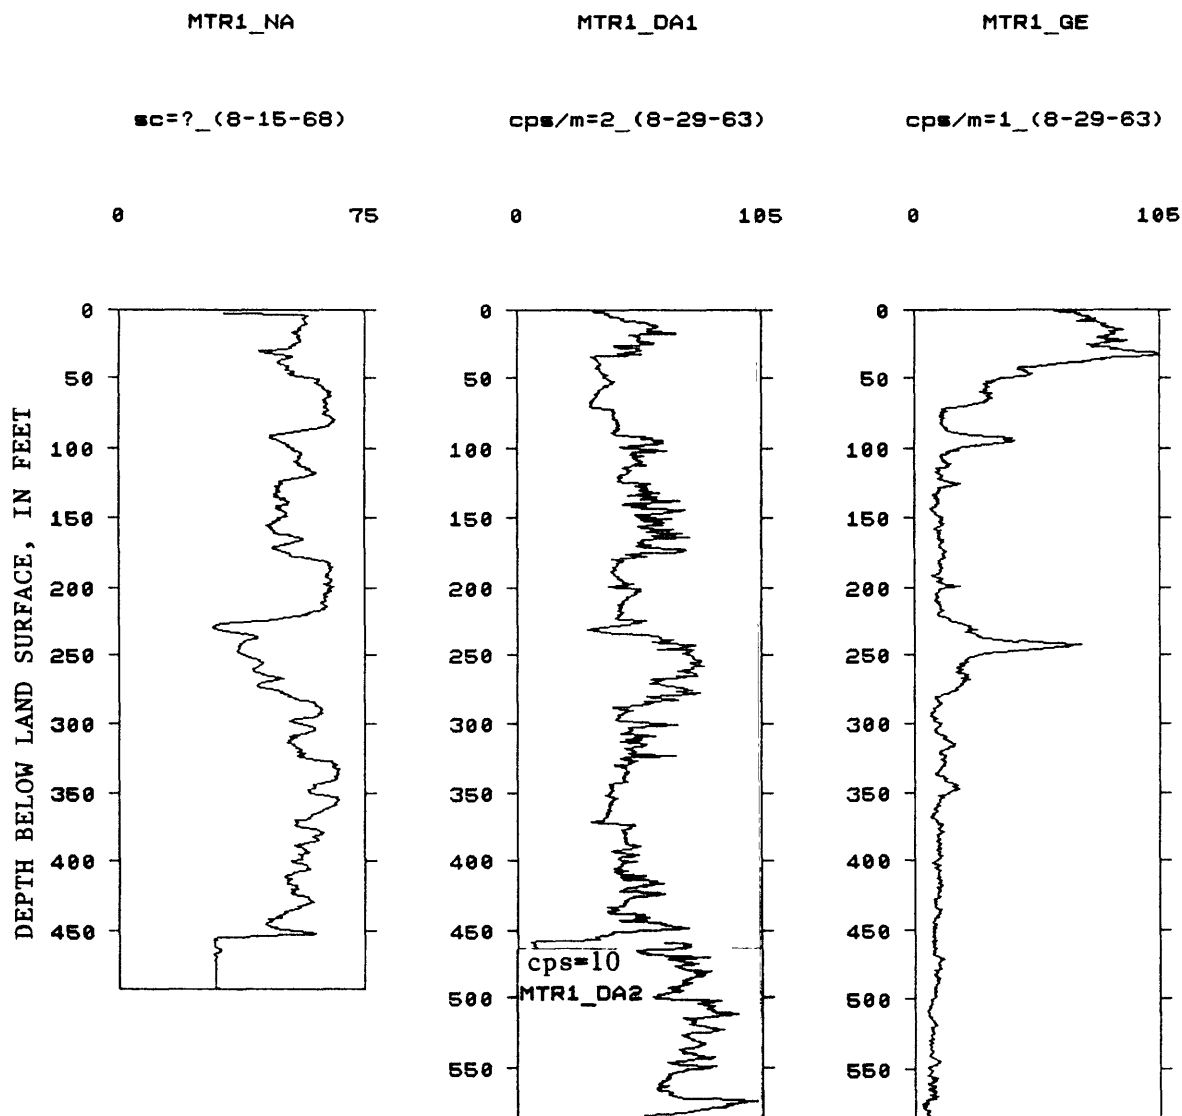 MTR1_NA MTR1_DA1 MTR1_GE
sc=?_(8-15-68) cps/m=2_(8-29-63) cps/m=1_(8-29-63)
0 75 0 105 0 105
0 0 0
50 50 50
100 100 100
150 150 150
200 200 200
250 250 250
300 300 300
350 350 350
400 400 400
450 450 450
cps=10
500 MTR1_DA2 500
550 550
DEPTH BELOW LAND SURFACE, IN FEET